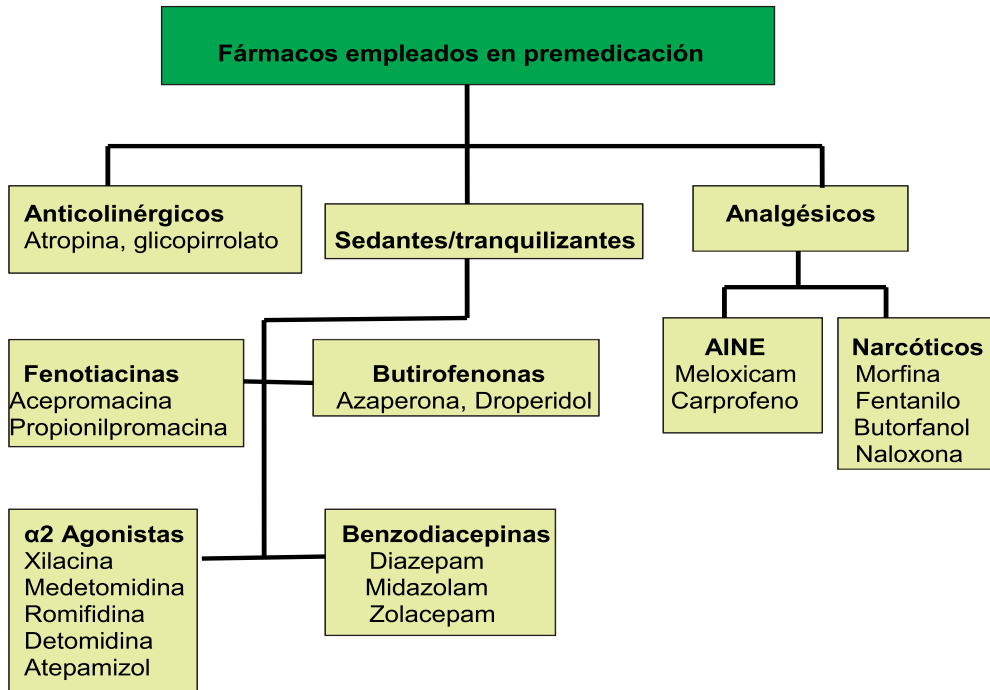 Fármacos empleados en premedicación
Anticolinérgicos
Atropina, glicopirrolato
Sedantes/tranquilizantes
Analgésicos
Fenotiacinas
Acepromacina
Propionilpromacina
Butirofenonas
Azaperona, Droperidol
AINE
Meloxicam
Carprofeno
Narcóticos
Morfina
Fentanilo
Butorfanol
Naloxona
α2 Agonistas
Xilacina
Medetomidina
Romifidina
Detomidina
Atepamizol
Benzodiacepinas
Diazepam
Midazolam
Zolacepam